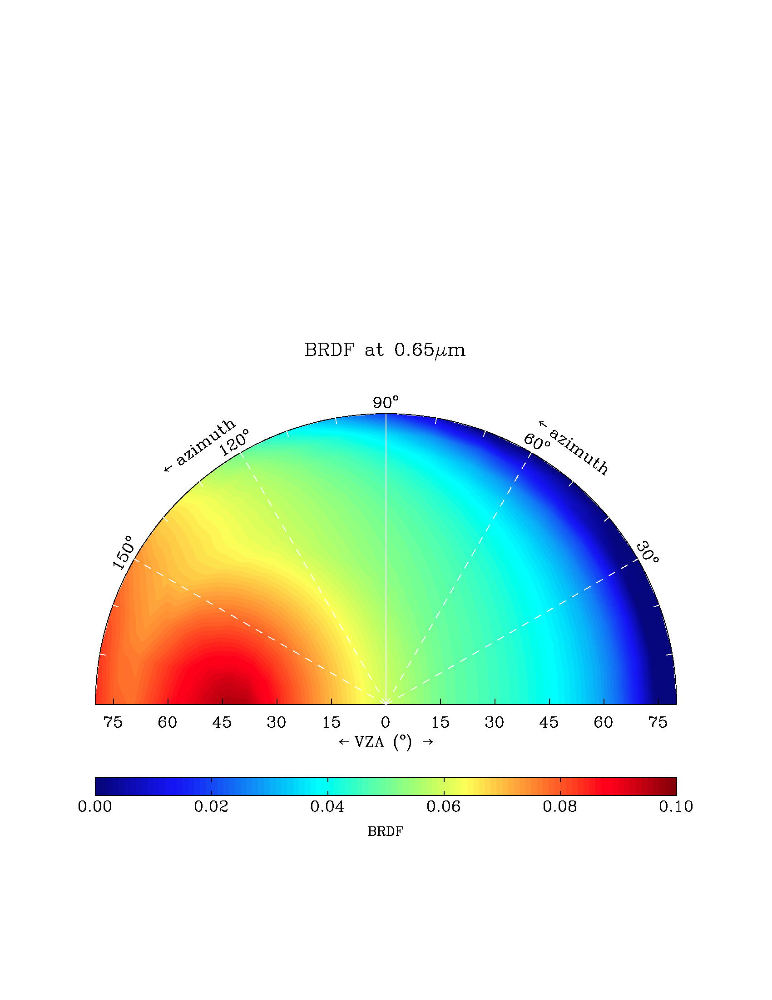 BRDF at 0.65μm
90°
← azimuth
120°
60°
← azimuth
150°
30°
75 60 45 30 15 0 15 30 45 60 75
← VZA (°) →
0.00 0.02 0.04 0.06 0.08 0.10
BRDF